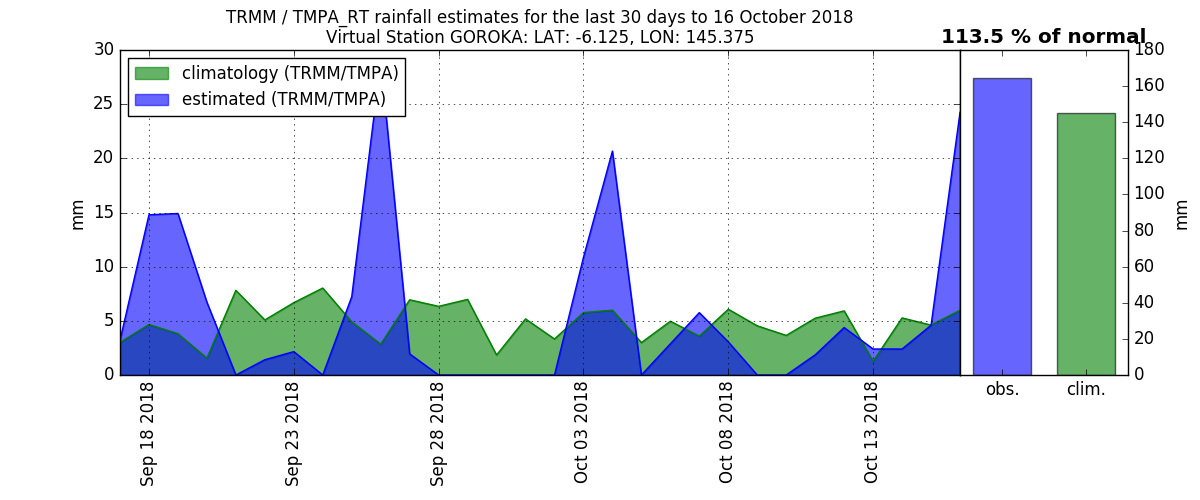 TRMM / TMPA_RT rainfall estimates for the last 30 days to 16 October 2018
Virtual Station GOROKA: LAT: -6.125, LON: 145.375
113.5 % of normal
climatology (TRMM/TMPA)
estimated (TRMM/TMPA)
30
25
20
15
10
5
0
mm
180
160
140
120
100
80
60
40
20
0
mm
Sep 18 2018
Sep 23 2018
Sep 28 2018
Oct 03 2018
Oct 08 2018
Oct 13 2018
obs.
clim.